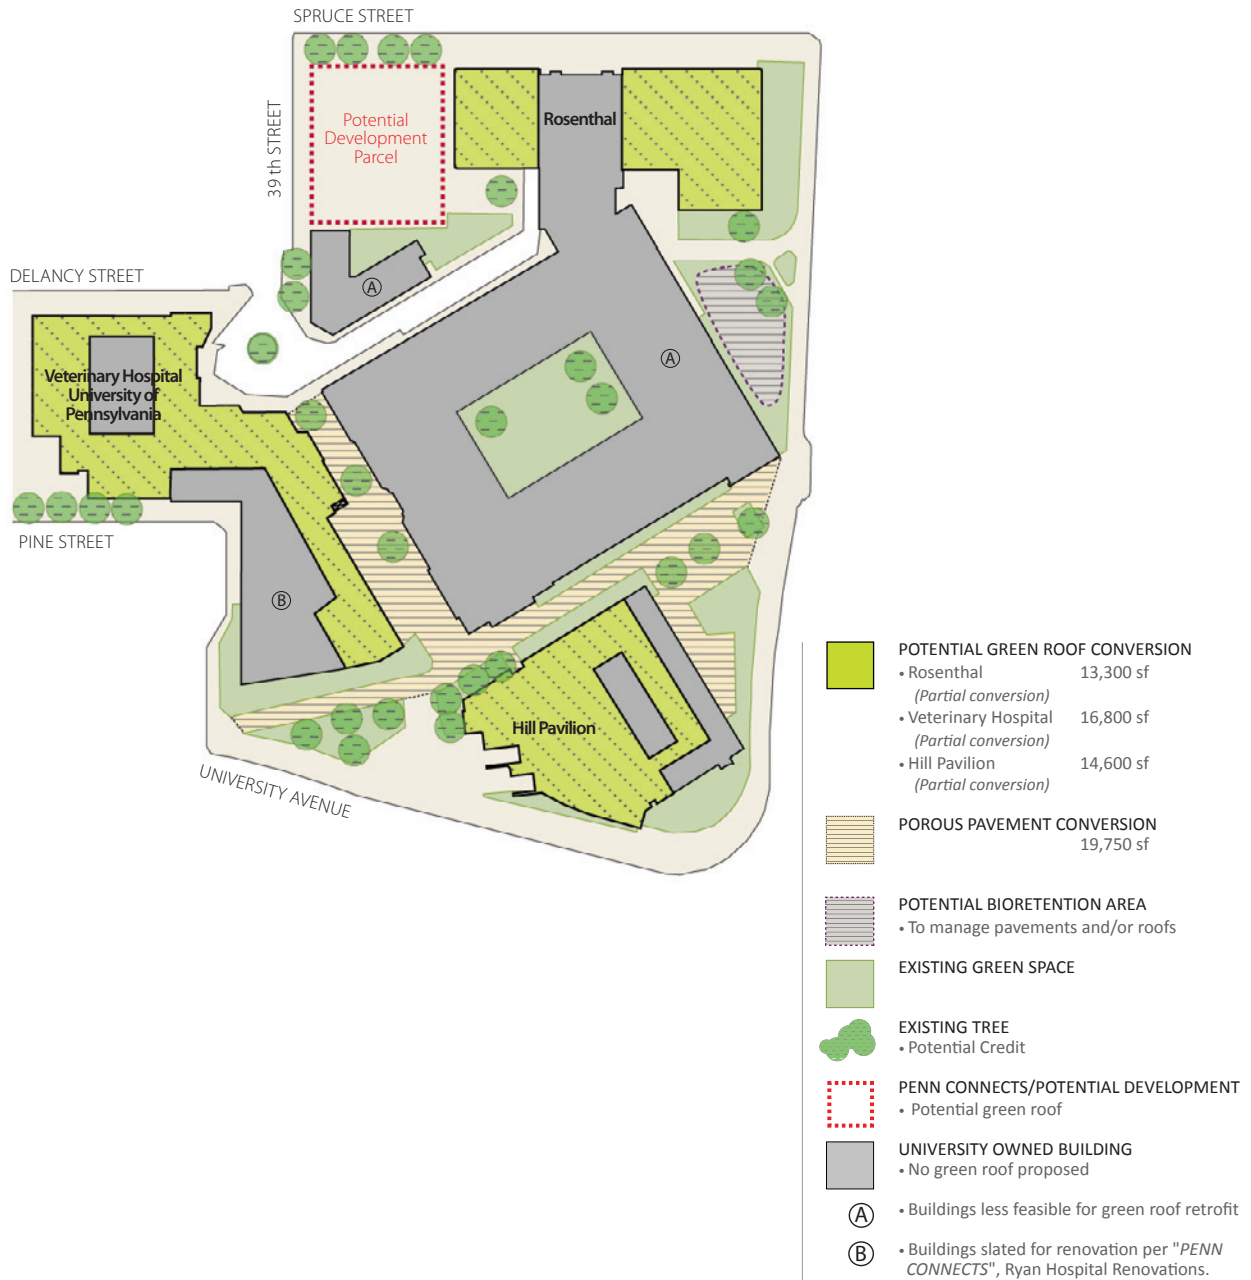 SPRUCE STREET
39 th STREET
Potential
Development
Parcel
Rosenthal
DELANCY STREET
A
A
Veterinary Hospital
University of
Pennsylvania
PINE STREET
B
Hill Pavilion
UNIVERSITY AVENUE
POTENTIAL GREEN ROOF CONVERSION
• Rosenthal 13,300 sf
(Partial conversion)
• Veterinary Hospital 16,800 sf
(Partial conversion)
• Hill Pavilion 14,600 sf
(Partial conversion)
POROUS PAVEMENT CONVERSION
19,750 sf
POTENTIAL BIORETENTION AREA
• To manage pavements and/or roofs
EXISTING GREEN SPACE
EXISTING TREE
• Potential Credit
PENN CONNECTS/POTENTIAL DEVELOPMENT
• Potential green roof
UNIVERSITY OWNED BUILDING
• No green roof proposed
A • Buildings less feasible for green roof retrofit
B • Buildings slated for renovation per "PENN
CONNECTS", Ryan Hospital Renovations.